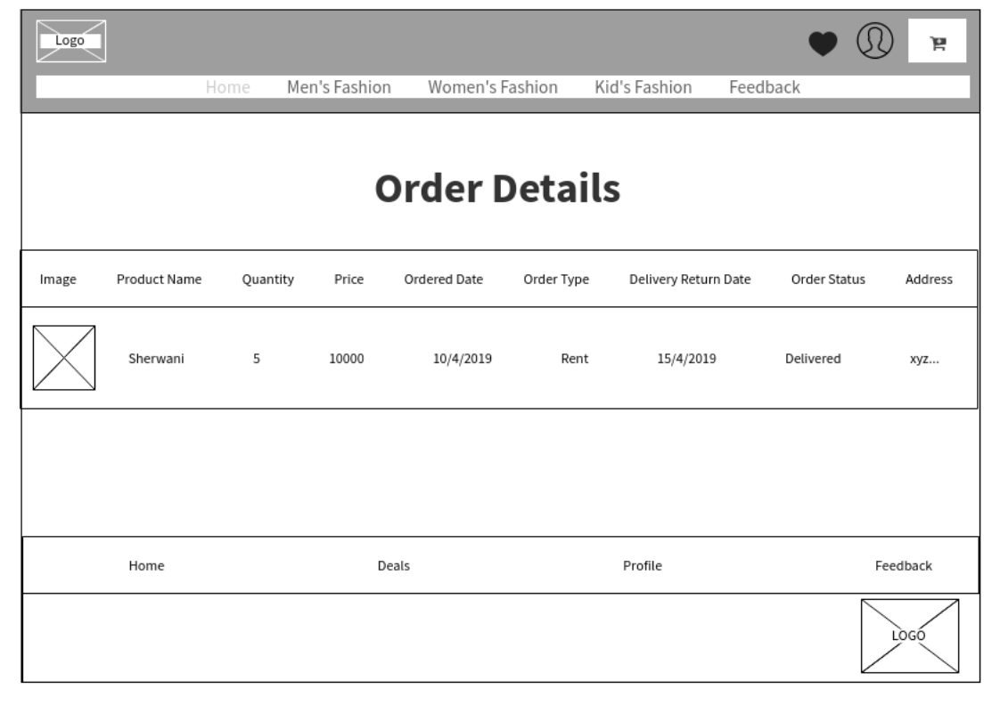 Logo
Home Men's Fashion Women's Fashion Kid's Fashion Feedback
Order Details
Image Product Name Quantity Price Ordered Date Order Type Delivery Return Date Order Status Address
Sherwani 5 10000 10/4/2019 Rent 15/4/2019 Delivered xyz...
Home Deals Profile Feedback
LOGO